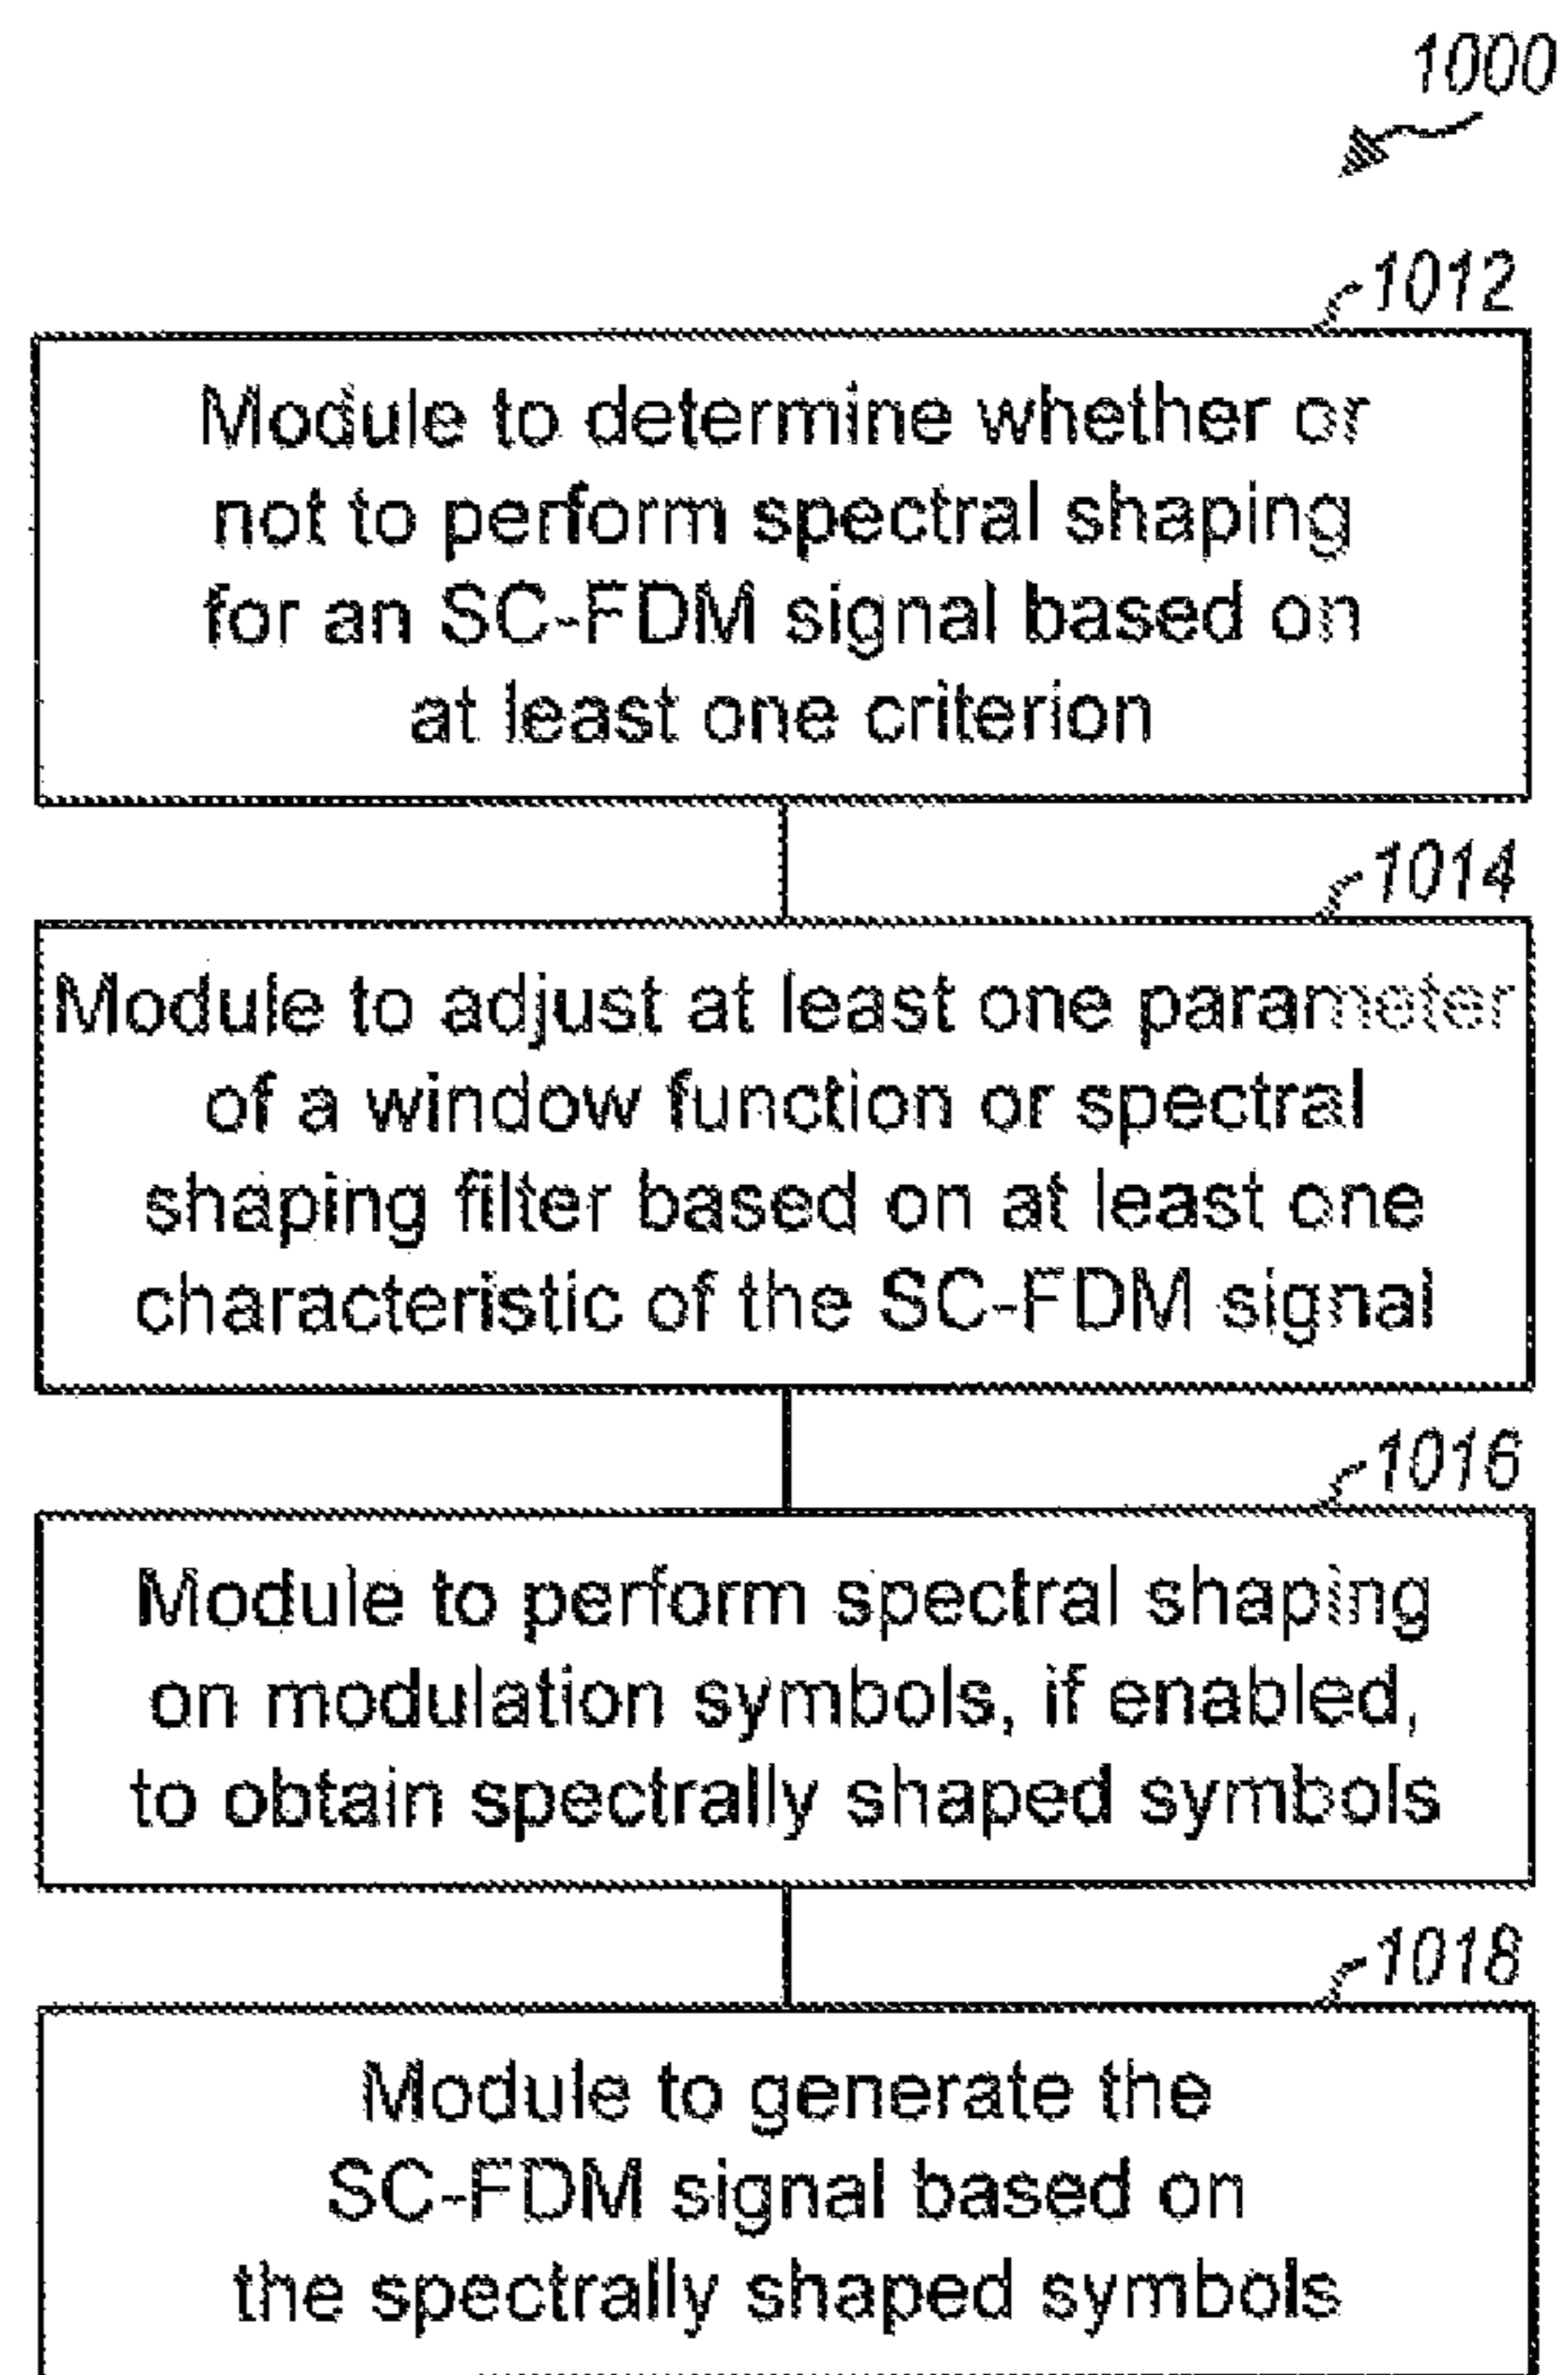 1000
1012
Module to determine whether or
not to perform spectral shaping
for an SC-FDM signal based on
at least one criterion
1014
Module to adjust at least one parameter
of a window function or spectral
shaping filter based on at least one
characteristic of the SC-FDM signal
1016
Module to perform spectral shaping
on modulation symbols, if enabled,
to obtain spectrally shaped symbols
1018
Module to generate the
SC-FDM signal based on
the spectrally shaped symbols